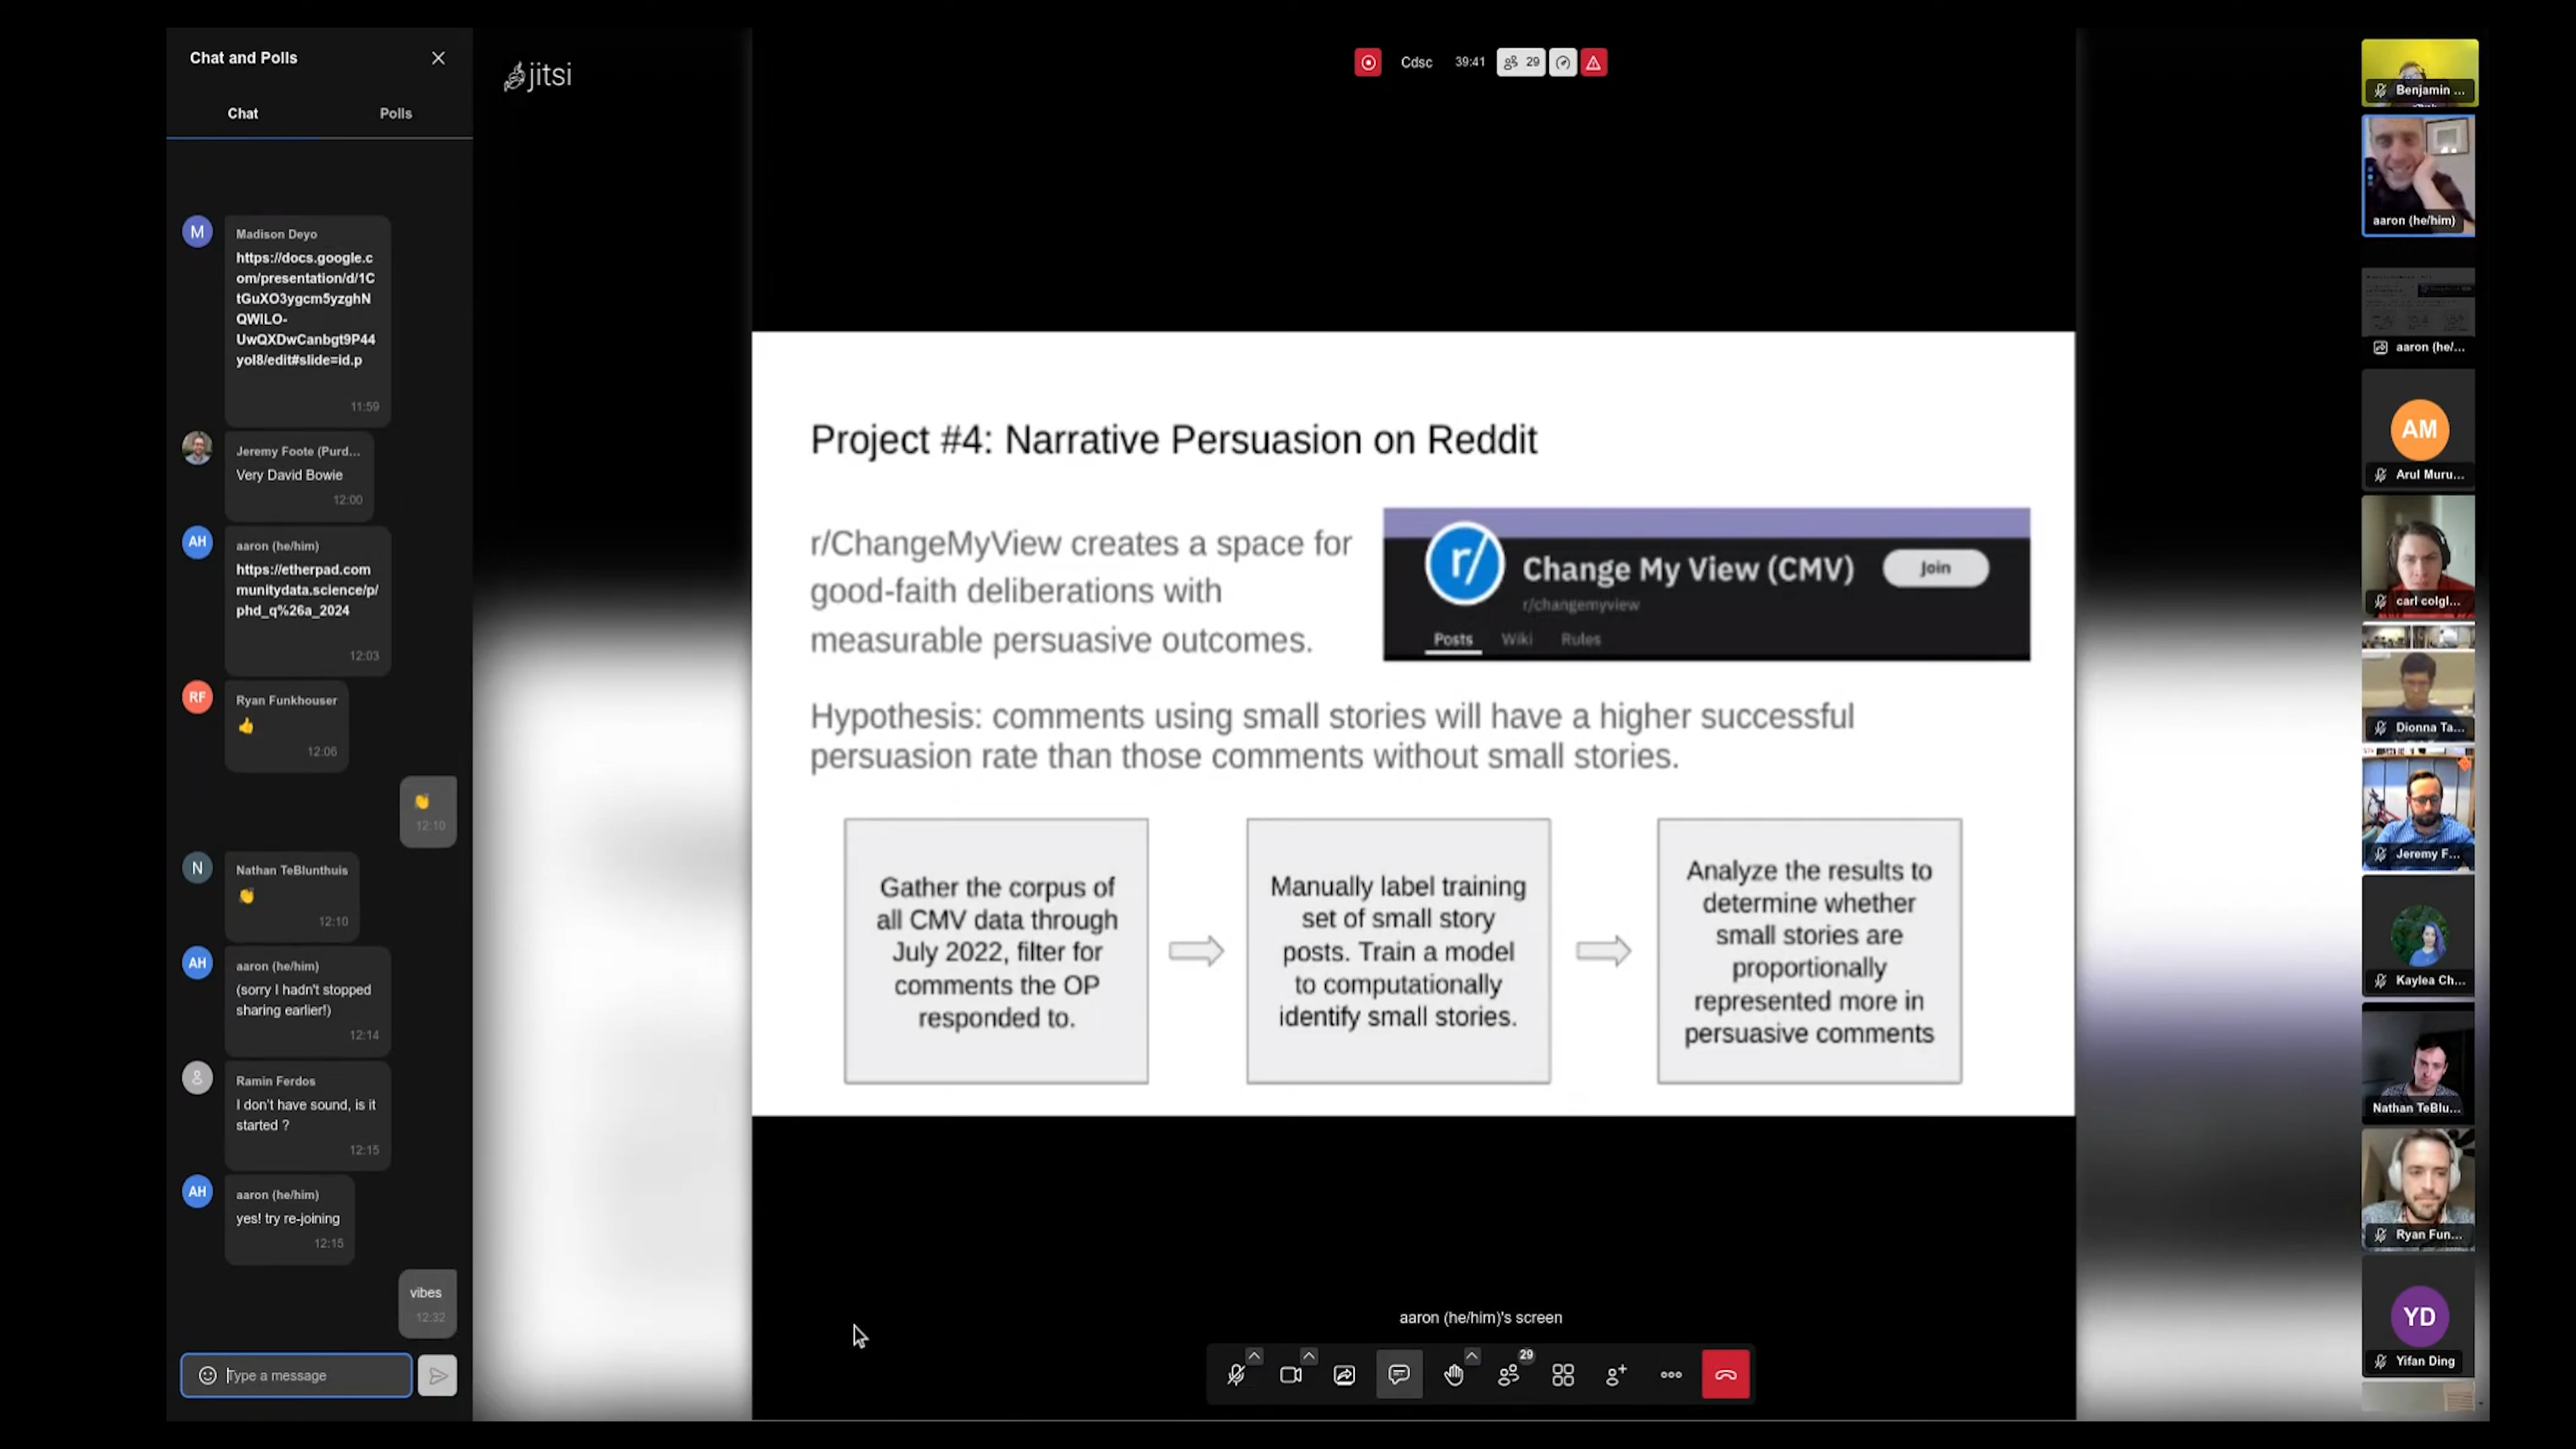 Chat and Polls
Chat
Polls
M
Madison Deyo
https://docs.google.c
om/presentation/d/1C
tGuXO3ygcm5yzghN
QWILO-
UwQXDwCanbgt9P44
yoI8/edit#slide=id.p
11:59
Jeremy Foote (Purd...
Very David Bowie
12:00
AH
aaron (he/him)
https://etherpad.com
munitydata.science/p/
phd_q%26a_2024
12:03
RF
Ryan Funkhouser
👍
12:06
👏
12:10
N
Nathan TeBlunthuis
👏
12:10
AH
aaron (he/him)
(sorry I hadn't stopped
sharing earlier!)
12:14
Ramin Ferdos
I don't have sound, is it
started ?
12:15
AH
aaron (he/him)
yes! try re-joining
12:15
vibes
12:32
Type a message
jitsi
Cdsc
39:41
29
Project #4: Narrative Persuasion on Reddit
r/ChangeMyView creates a space for
good-faith deliberations with
measurable persuasive outcomes.
r/
Change My View (CMV)
Join
r/changemyview
Posts Wiki Rules
Hypothesis: comments using small stories will have a higher successful
persuasion rate than those comments without small stories.
Gather the corpus of
all CMV data through
July 2022, filter for
comments the OP
responded to.
Manually label training
set of small story
posts. Train a model
to computationally
identify small stories.
Analyze the results to
determine whether
small stories are
proportionally
represented more in
persuasive comments
aaron (he/him)'s screen
29
Benjamin ...
aaron (he/him)
aaron (he/...
AM
Arul Muru...
carl colgl...
Dionna Ta...
Jeremy F...
Kaylea Ch...
Nathan TeBlu...
Ryan Fun...
YD
Yifan Ding